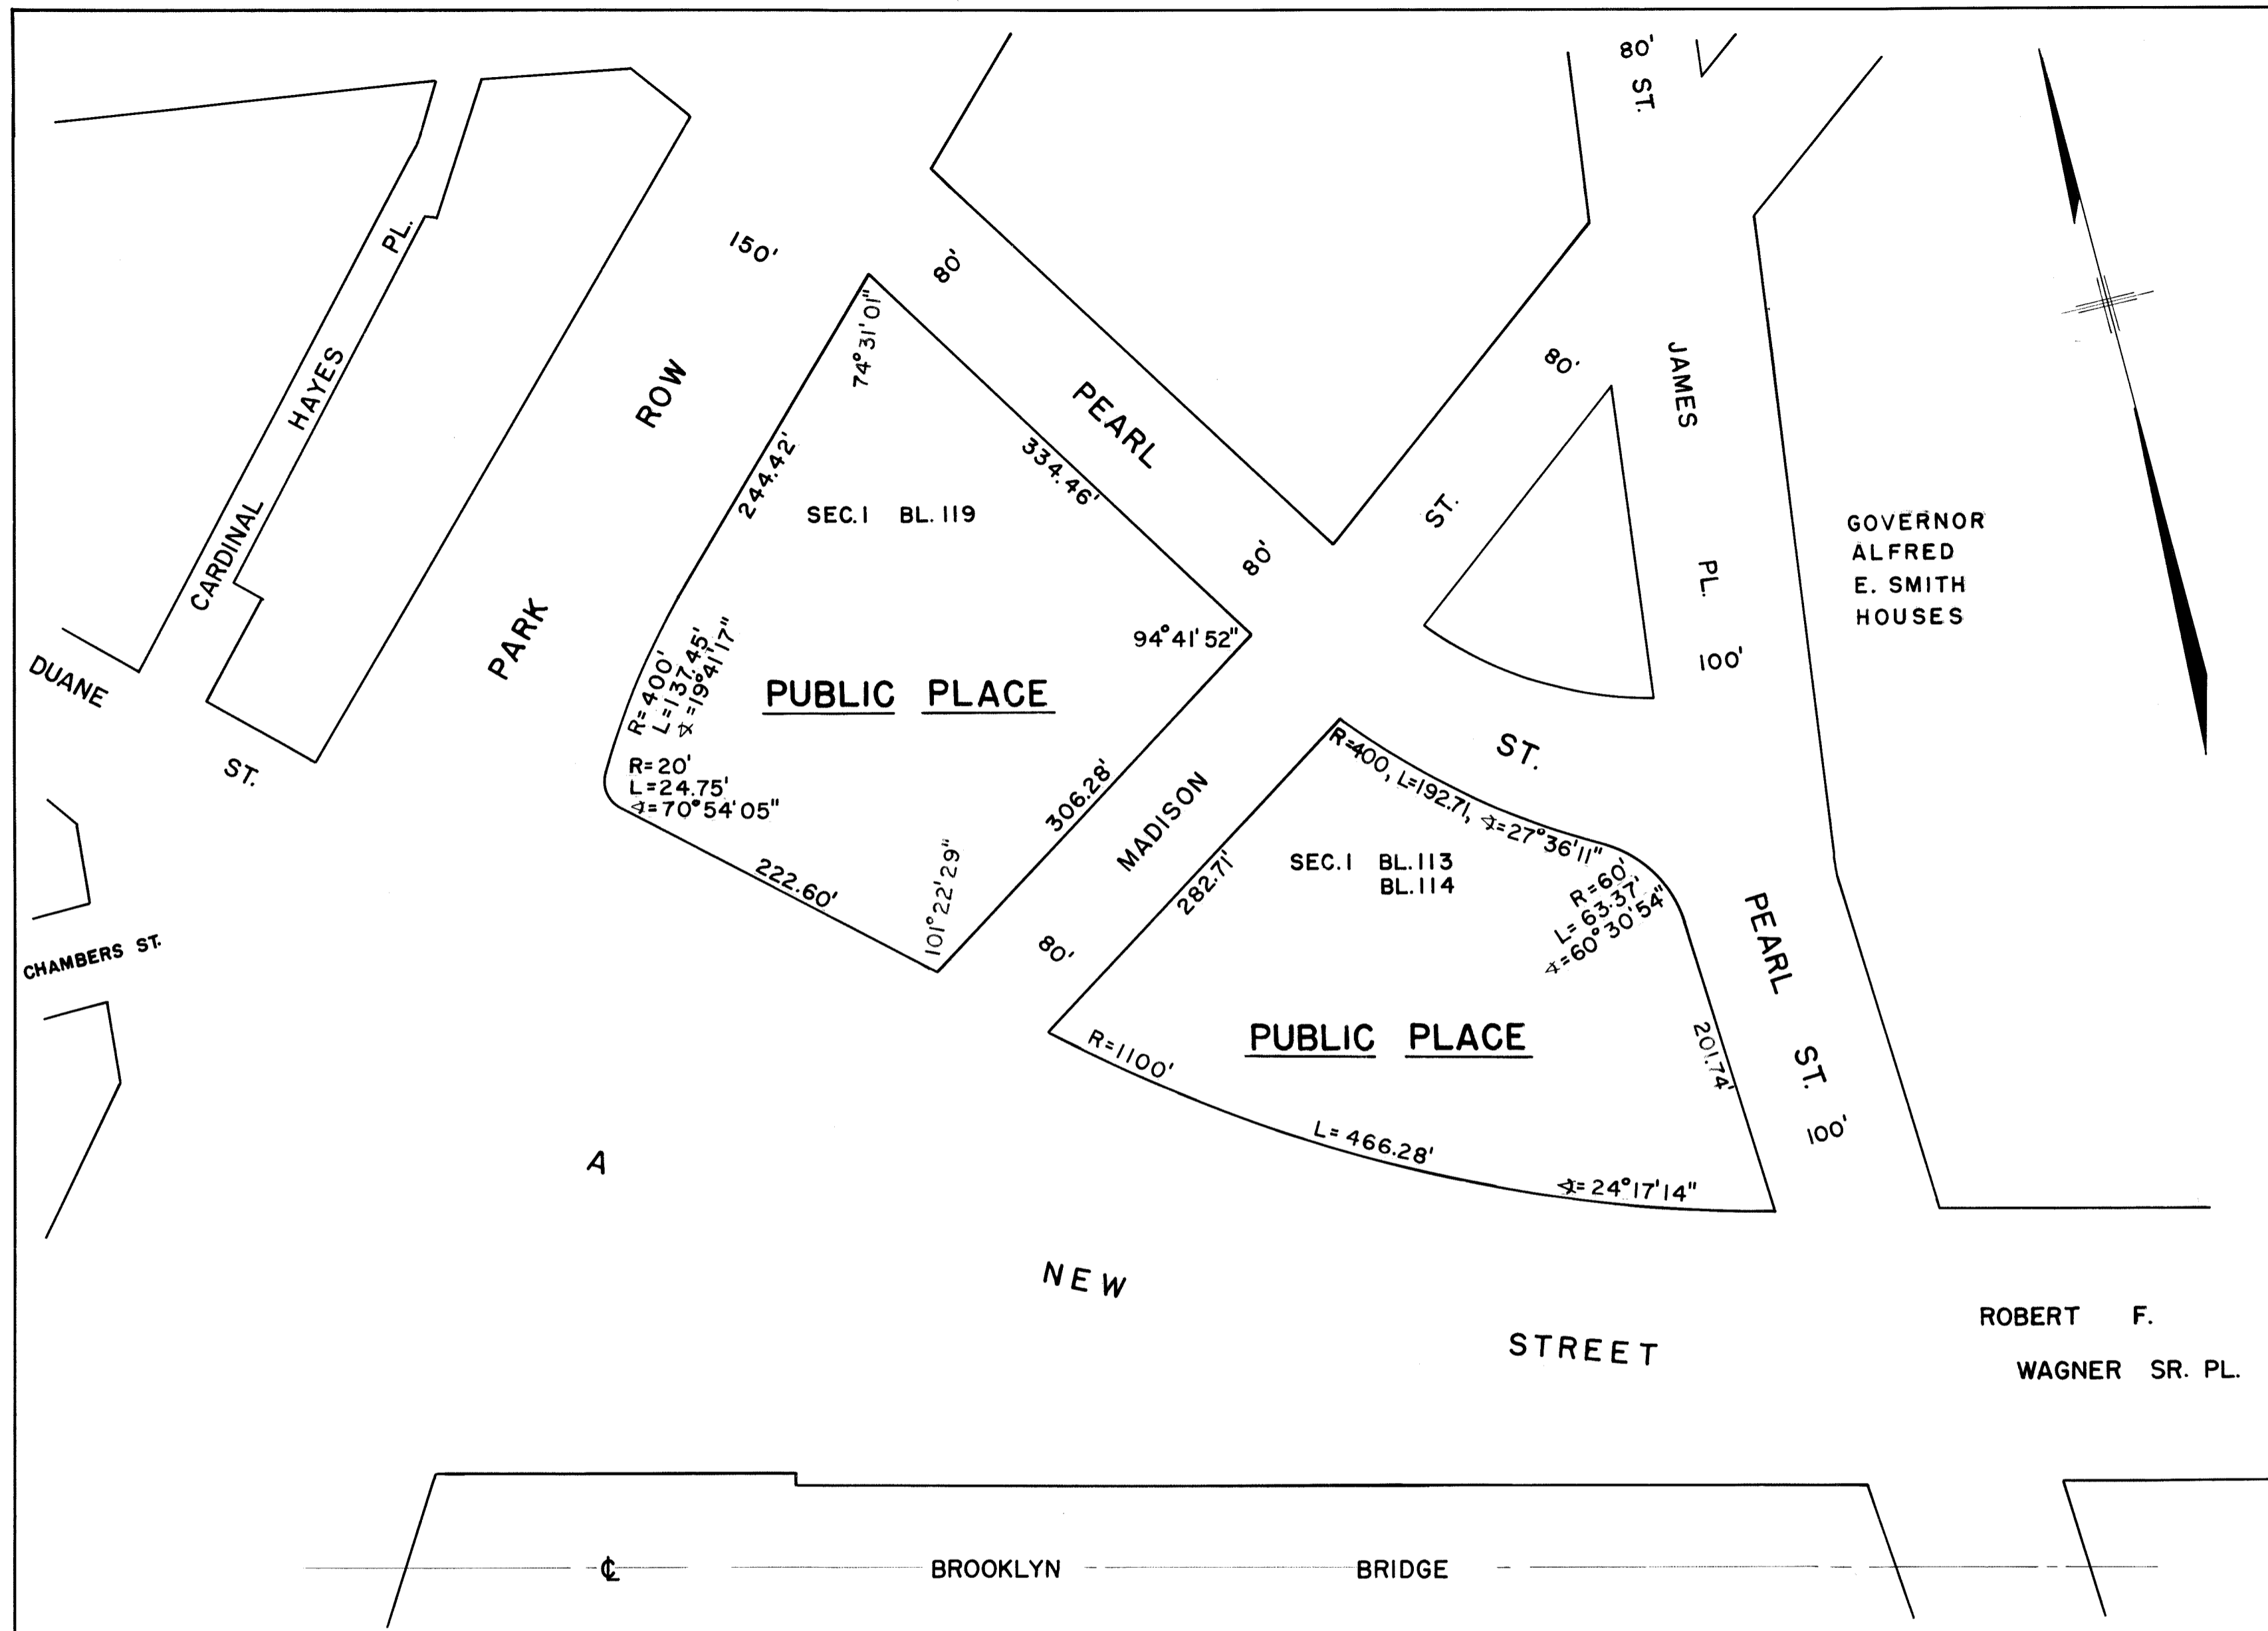 80'
ST.
CARDINAL HAYES PL.
150'
80'
PARK ROW
74°31'01"
244.42'
334.46'
PEARL
SEC.1 BL.119
80'
JAMES PL.
ST.
80'
94°41'52"
100'
GOVERNOR
ALFRED
E. SMITH
HOUSES
DUANE ST.
R=400'
L=137.45'
∡=19°41'17"
PUBLIC PLACE
R=20'
L=24.75'
∡=70°54'05"
222.60'
101°22'29"
306.28'
MADISON
ST.
R=400, L=192.71, ∡=27°36'11"
282.71'
SEC.1 BL.113
BL.114
R=60'
L=63.37'
∡=60°30'54"
80'
CHAMBERS ST.
PEARL ST.
201.74'
100'
PUBLIC PLACE
R=1100'
L=466.28'
∡=24°17'14"
A NEW STREET
ROBERT F.
WAGNER SR. PL.
℄ BROOKLYN BRIDGE